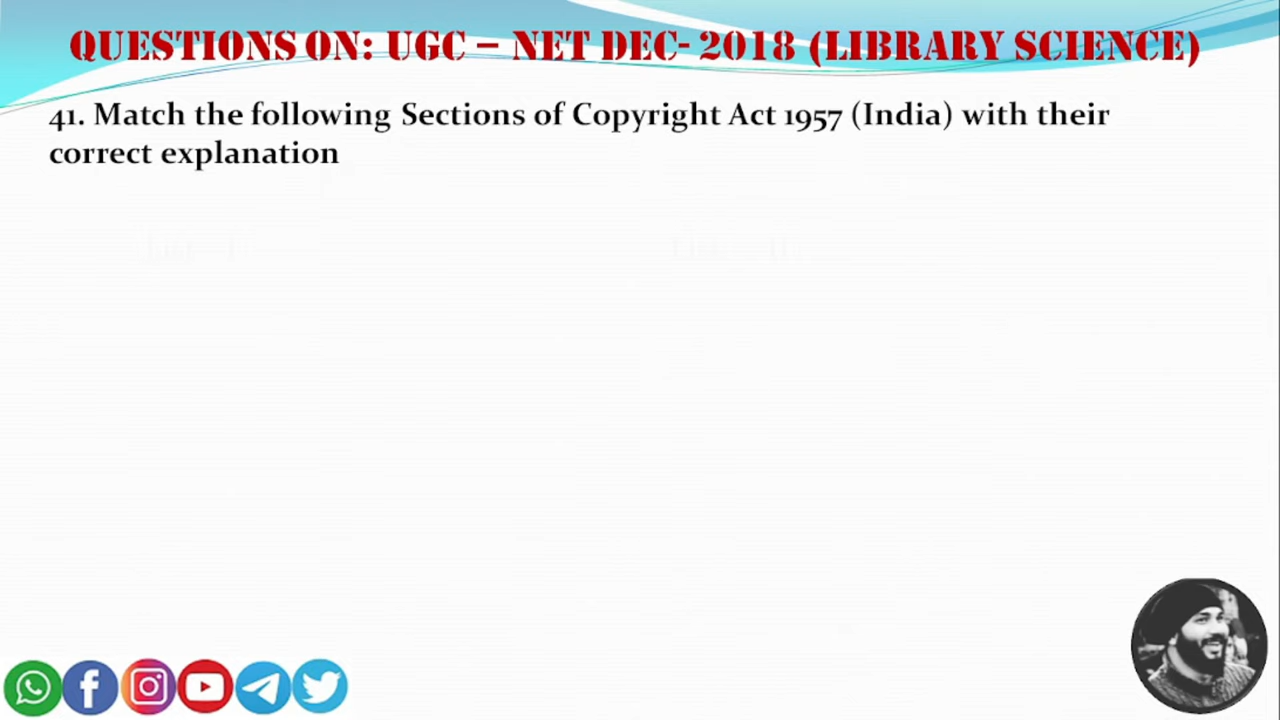 QUESTIONS ON: UGC – NET DEC- 2018 (LIBRARY SCIENCE)
41. Match the following Sections of Copyright Act 1957 (India) with their
correct explanation